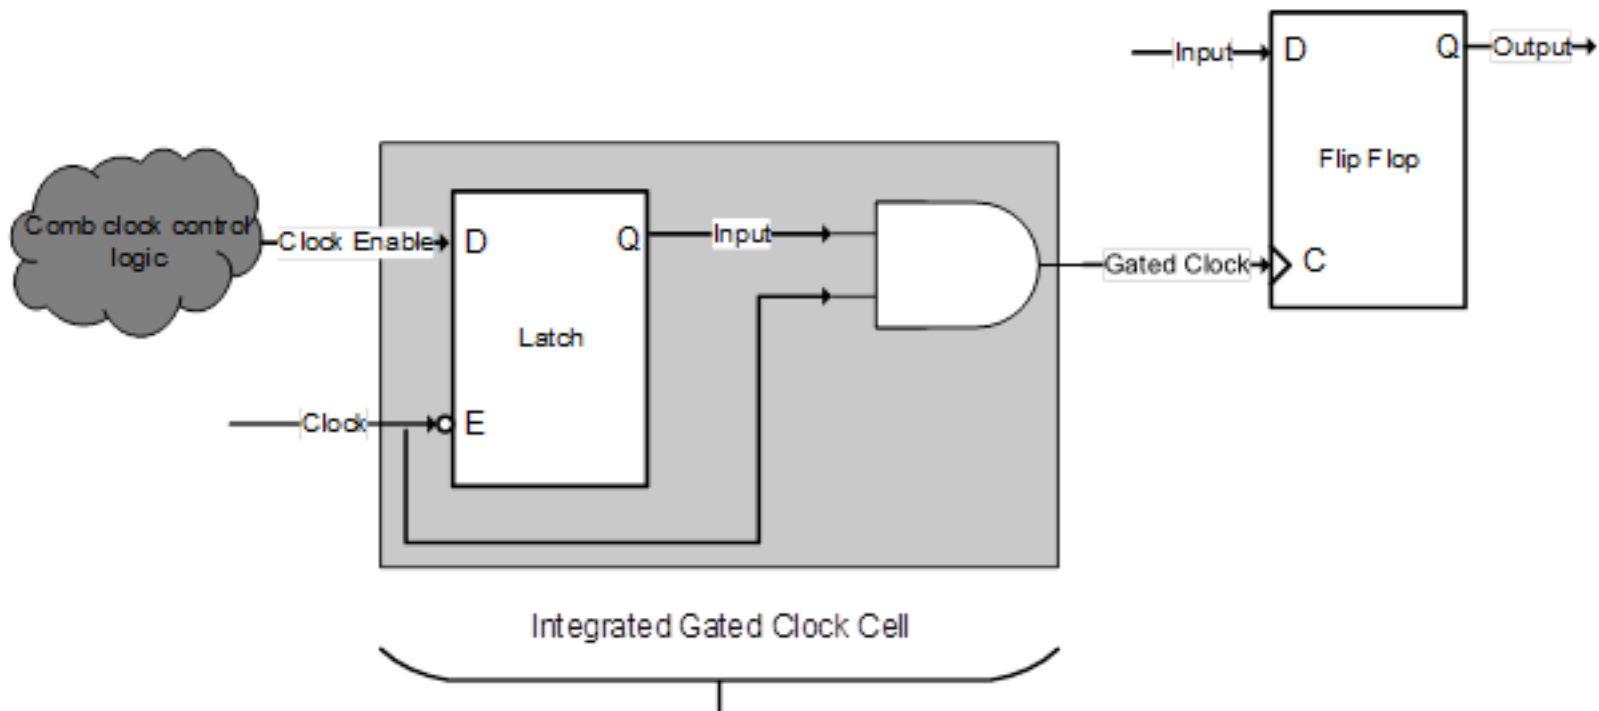 Input
D
Q
Output
Flip Flop
Comb clock control
logic
Clock Enable
D
Q
Input
Gated Clock
C
Latch
Clock
E
Integrated Gated Clock Cell